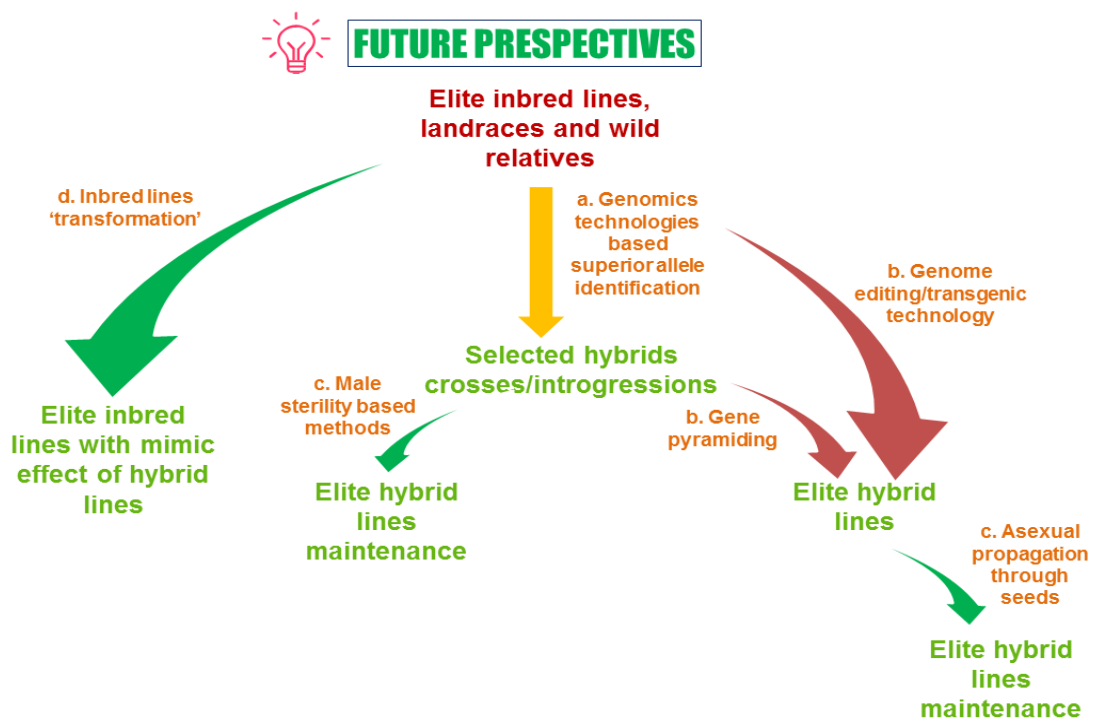 FUTURE PRESPECTIVES
Elite inbred lines,
landraces and wild
relatives
d. Inbred lines
‘transformation’
a. Genomics
technologies
based
superior allele
identification
b. Genome
editing/transgenic
technology
Selected hybrids
crosses/introgressions
c. Male
sterility based
methods
b. Gene
pyramiding
Elite inbred
lines with mimic
effect of hybrid
lines
Elite hybrid
lines
maintenance
Elite hybrid
lines
c. Asexual
propagation
through
seeds
Elite hybrid
lines
maintenance